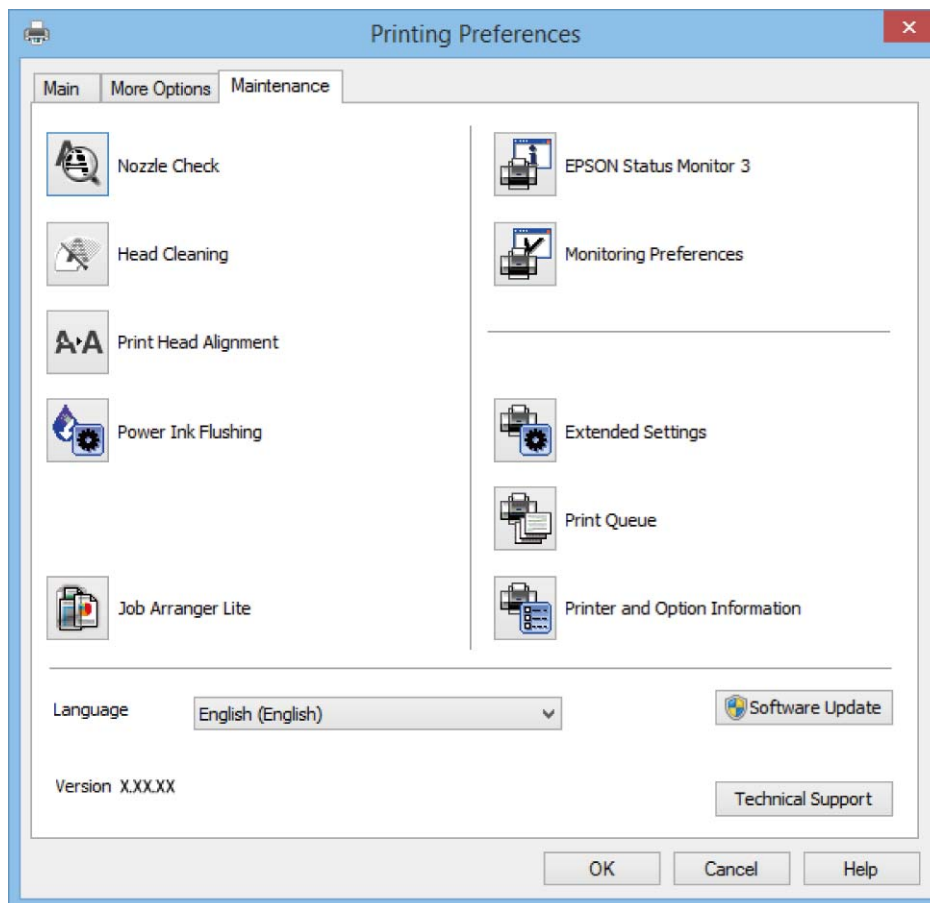 Printing Preferences
Main
More Options
Maintenance
Nozzle Check
Head Cleaning
A·A Print Head Alignment
Power Ink Flushing
Job Arranger Lite
EPSON Status Monitor 3
Monitoring Preferences
Extended Settings
Print Queue
Printer and Option Information
Language
English (English)
Software Update
Version X.XX.XX
Technical Support
OK
Cancel
Help